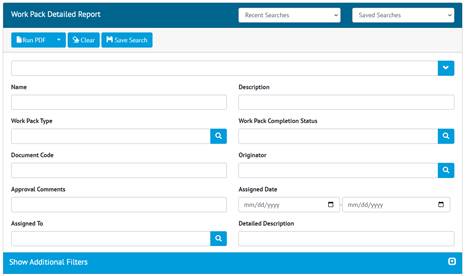 Work Pack Detailed Report Recent Searches Saved Searches
Run PDF Clear Save Search
Name Description
Work Pack Type Work Pack Completion Status
Document Code Originator
Approval Comments Assigned Date
mm/dd/yyyy - mm/dd/yyyy
Assigned To Detailed Description
Show Additional Filters